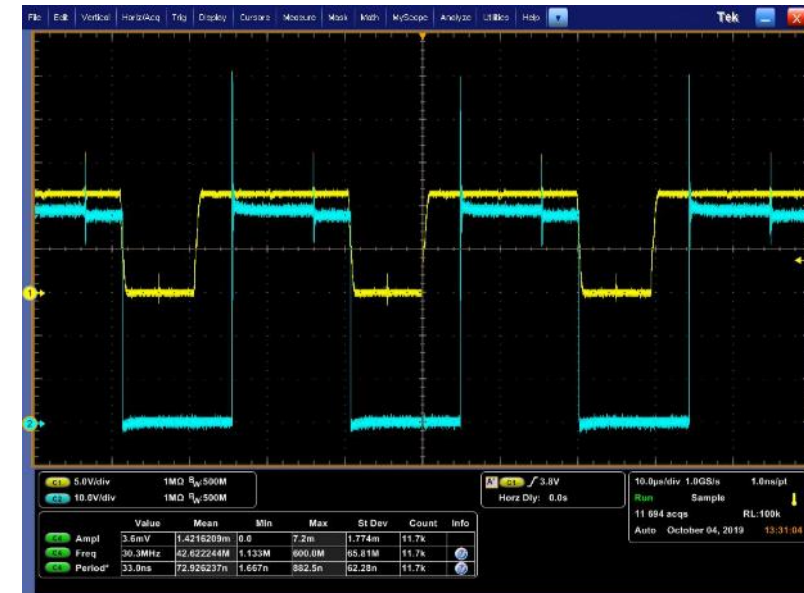 File Edit Vertical Horiz/Acq Trig Display Cursors Measure Mask Math MyScope Analyze Utilities Help Tek
1
2
C1 5.0V/div 1MΩ BW:500M
C2 10.0V/div 1MΩ BW:500M
A' C1 3.8V
Horz Dly: 0.0s
10.0µs/div 1.0GS/s 1.0ns/pt
Run Sample
11 694 acqs RL:100k
Auto October 04, 2019 13:31:04
Value Mean Min Max St Dev Count Info
C4 Ampl 3.6mV 1.4216209m 0.0 7.2m 1.774m 11.7k
C4 Freq 30.3MHz 42.622244M 1.133M 600.0M 65.81M 11.7k
C4 Period* 33.0ns 72.926237n 1.667n 882.5n 62.28n 11.7k